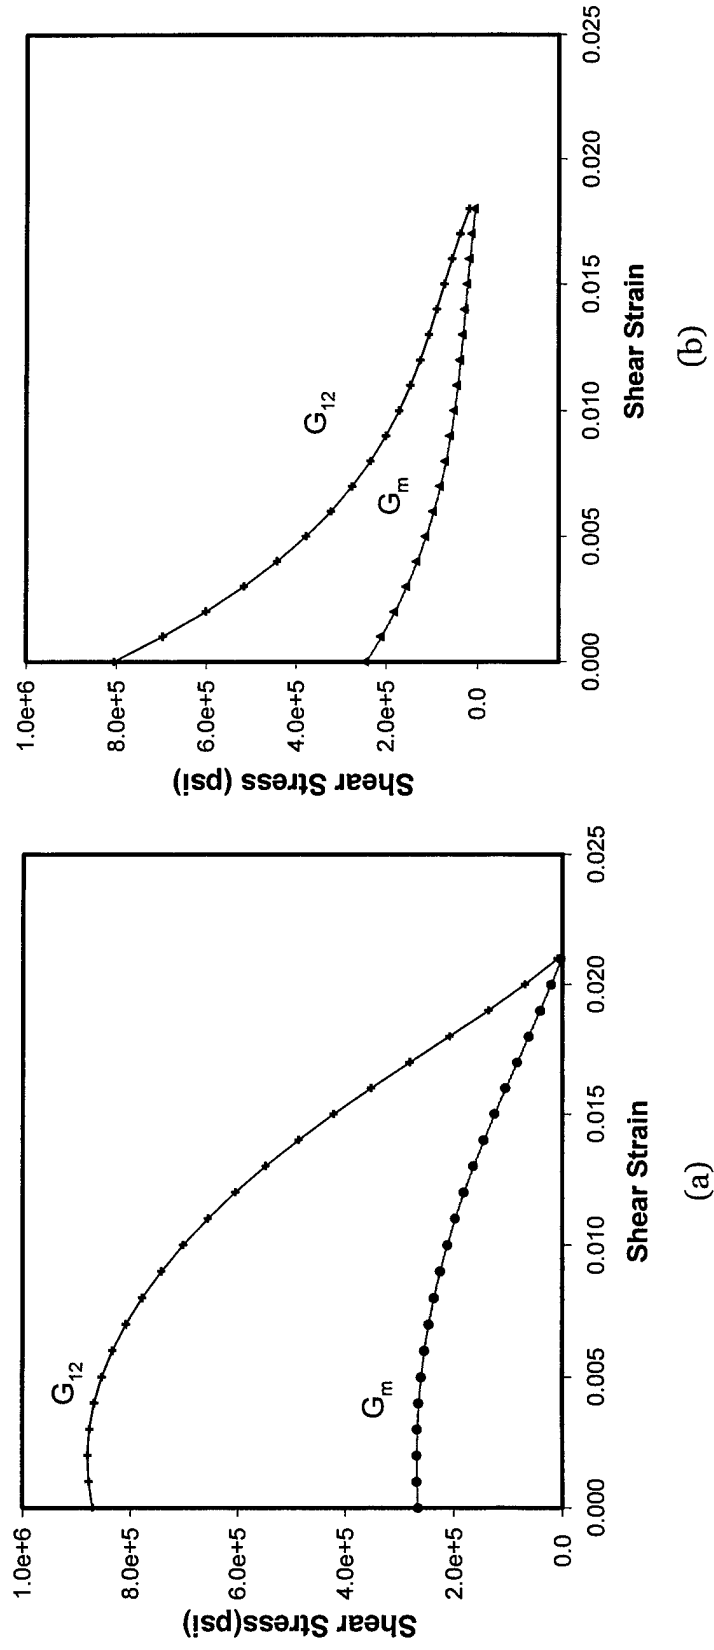 1.0e+6
8.0e+5
6.0e+5
4.0e+5
2.0e+5
0.0
Shear Stress(psi)
G12
Gm
0.000
0.005
0.010
0.015
0.020
0.025
Shear Strain
(a)
1.0e+6
8.0e+5
6.0e+5
4.0e+5
2.0e+5
0.0
Shear Stress (psi)
G12
Gm
0.000
0.005
0.010
0.015
0.020
0.025
Shear Strain
(b)